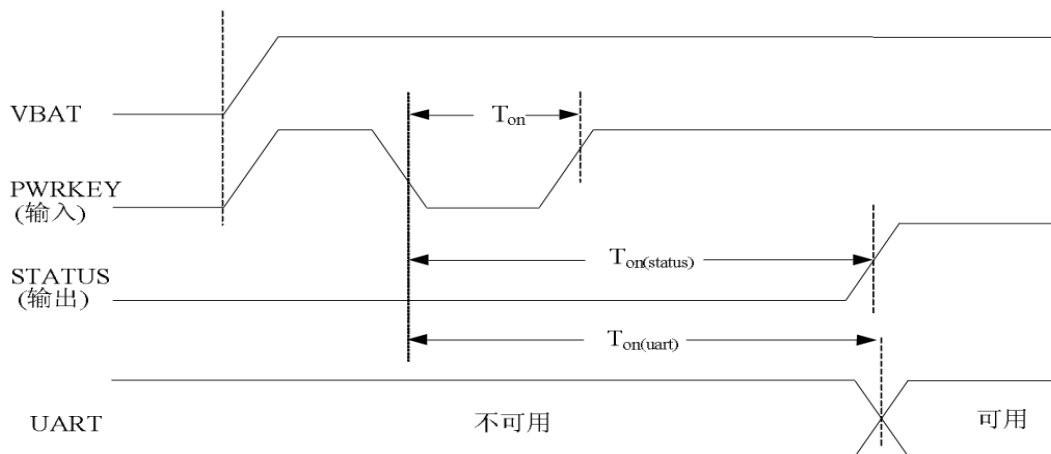 VBAT
Ton
PWRKEY
(输入)
Ton(status)
STATUS
(输出)
Ton(uart)
UART
不可用
可用